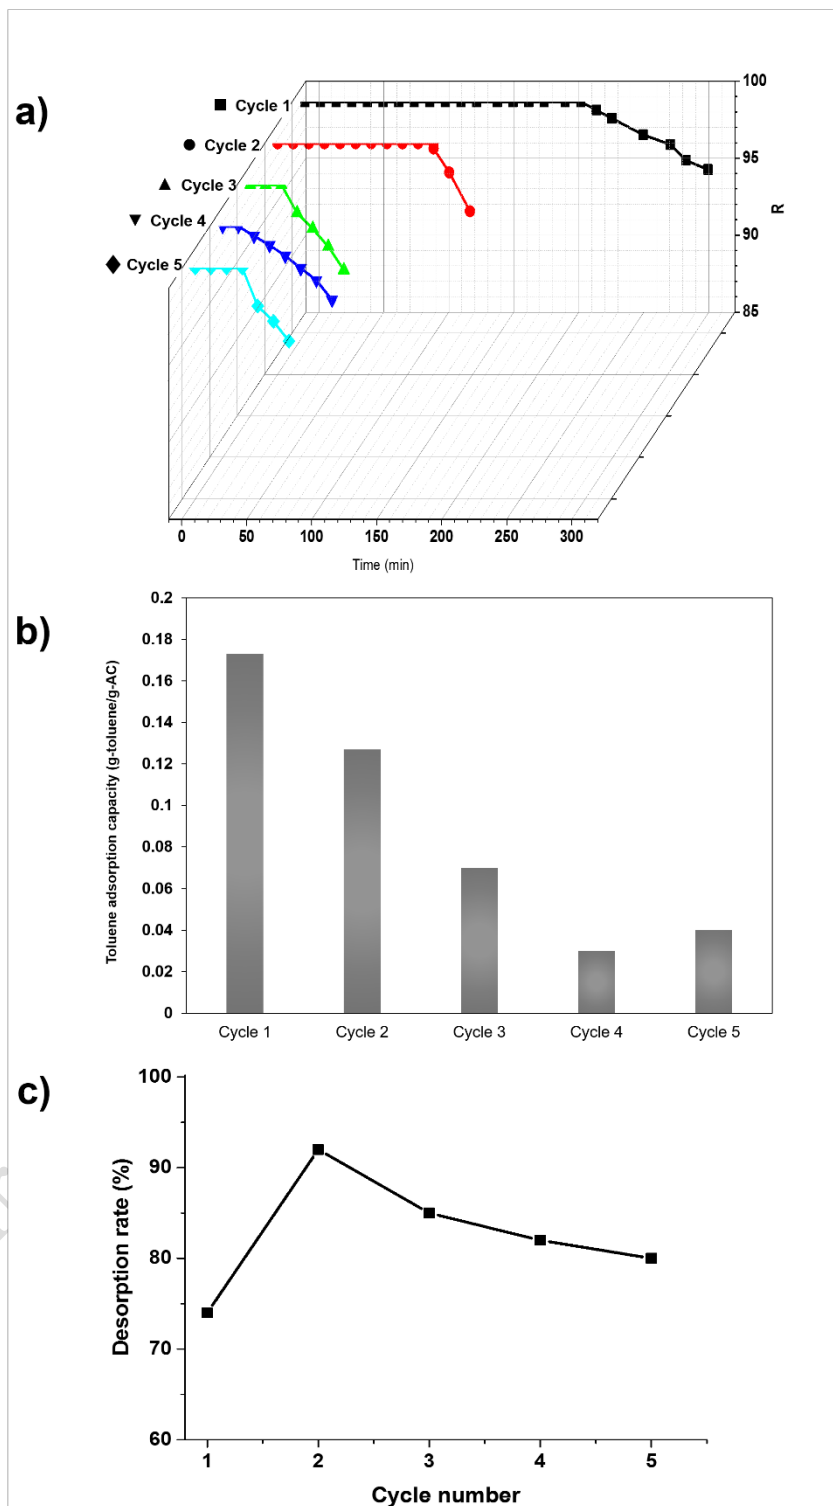 a)
Cycle 1
Cycle 2
Cycle 3
Cycle 4
Cycle 5
100
95
90
85
R
0 50 100 150 200 250 300
Time (min)
b)
Toluene adsorption capacity (g-toluene/g-AC)
0.2
0.18
0.16
0.14
0.12
0.1
0.08
0.06
0.04
0.02
0
Cycle 1 Cycle 2 Cycle 3 Cycle 4 Cycle 5
c)
Desorption rate (%)
100
90
80
70
60
1 2 3 4 5
Cycle number